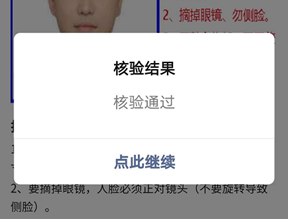 2、摘掉眼镜、勿侧脸。
核验结果
核验通过
点此继续
2、要摘掉眼镜，人脸必须正对镜头（不要旋转导致
侧脸）。